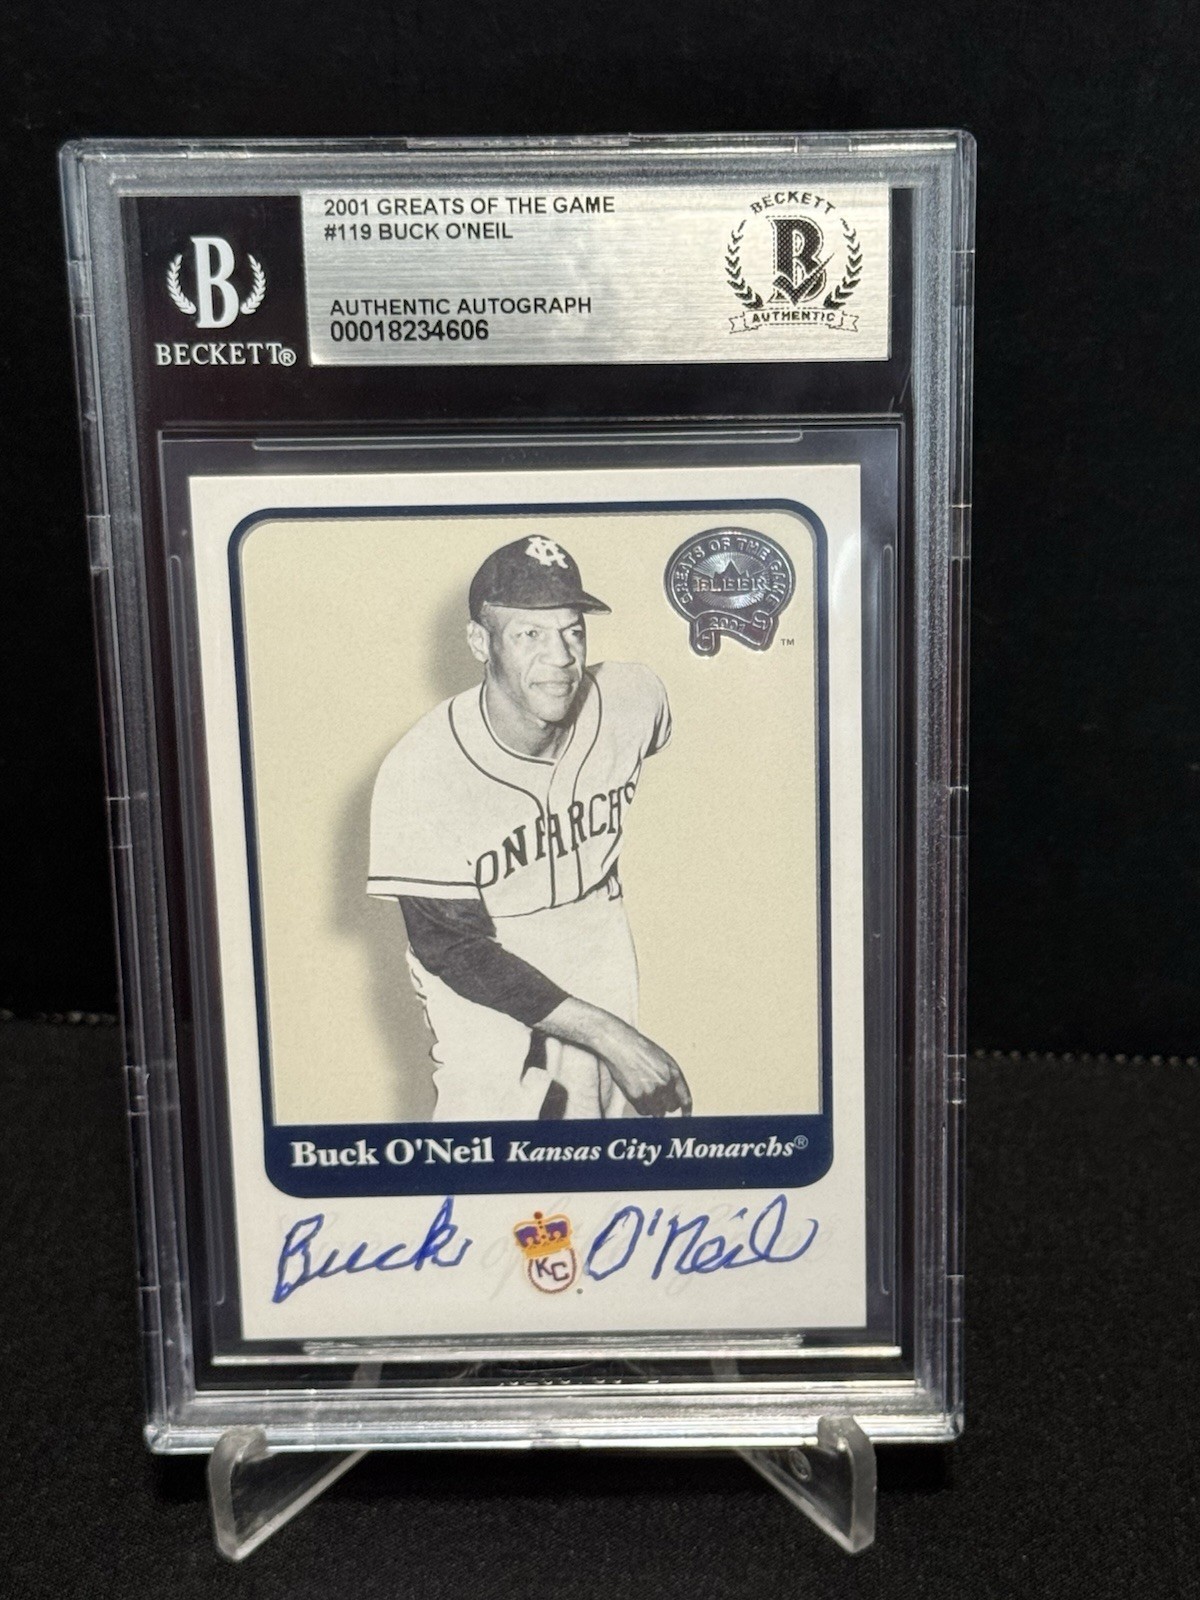 2001 GREATS OF THE GAME
#119 BUCK O'NEIL
AUTHENTIC AUTOGRAPH
00018234606
B
BECKETT®
BECKETT
B
AUTHENTIC
GREATS OF THE GAME
FLEER
™
ONARCHS
Buck O'Neil Kansas City Monarchs®
Buck O'Neil
KC